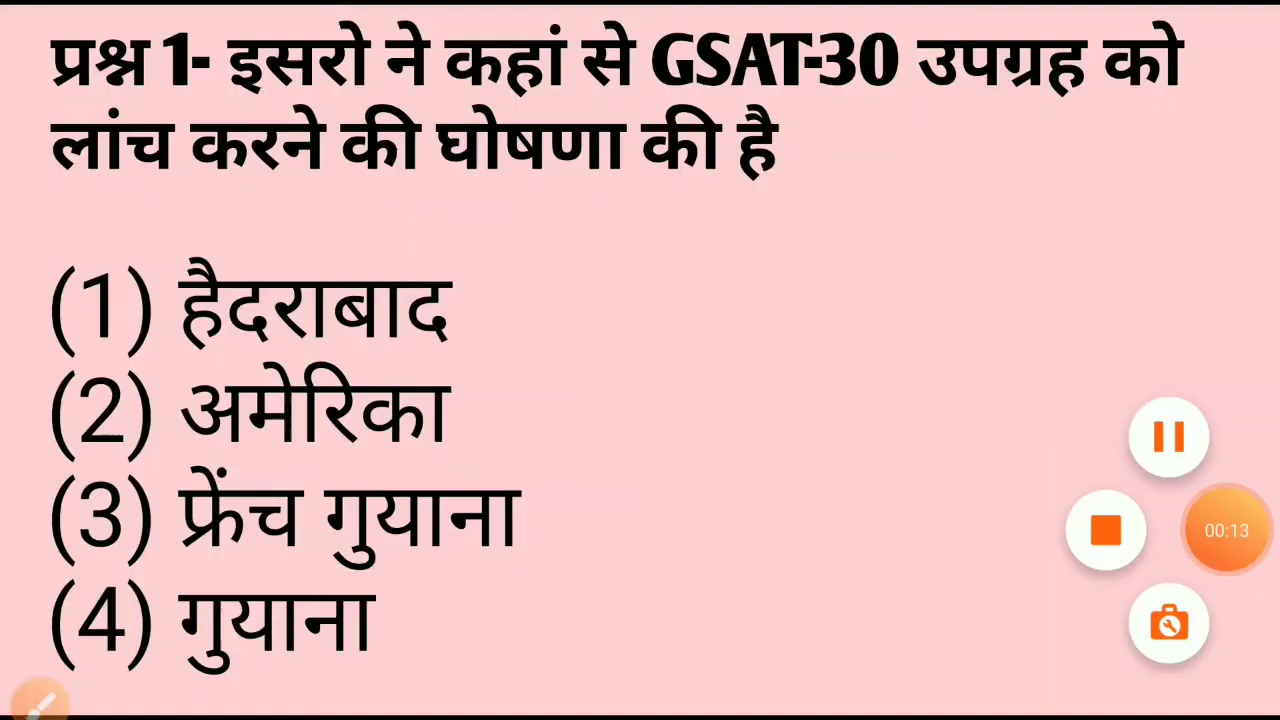 प्रश्न 1- इसरो ने कहां से GSAT-30 उपग्रह को
लांच करने की घोषणा की है
(1) हैदराबाद
(2) अमेरिका
(3) फ्रेंच गुयाना
(4) गुयाना
00:13